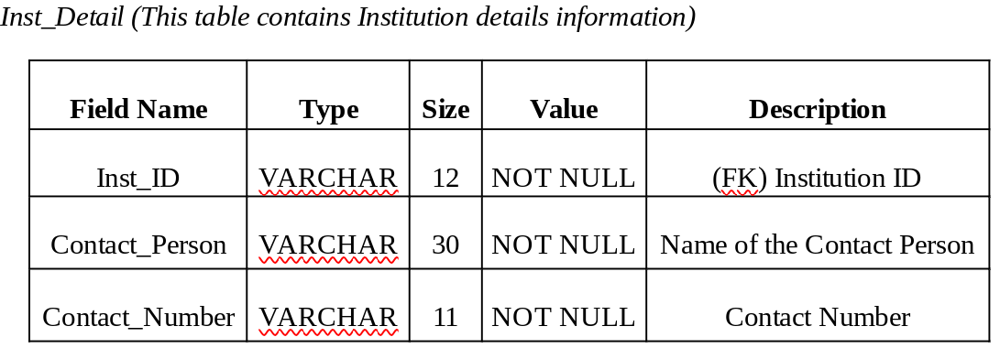 Inst_Detail (This table contains Institution details information)
Field Name Type Size Value Description
Inst_ID VARCHAR 12 NOT NULL (FK) Institution ID
Contact_Person VARCHAR 30 NOT NULL Name of the Contact Person
Contact_Number VARCHAR 11 NOT NULL Contact Number